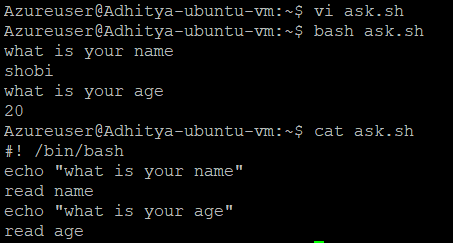 Azureuser@Adhitya-ubuntu-vm:~$ vi ask.sh
Azureuser@Adhitya-ubuntu-vm:~$ bash ask.sh
what is your name
shobi
what is your age
20
Azureuser@Adhitya-ubuntu-vm:~$ cat ask.sh
#! /bin/bash
echo "what is your name"
read name
echo "what is your age"
read age